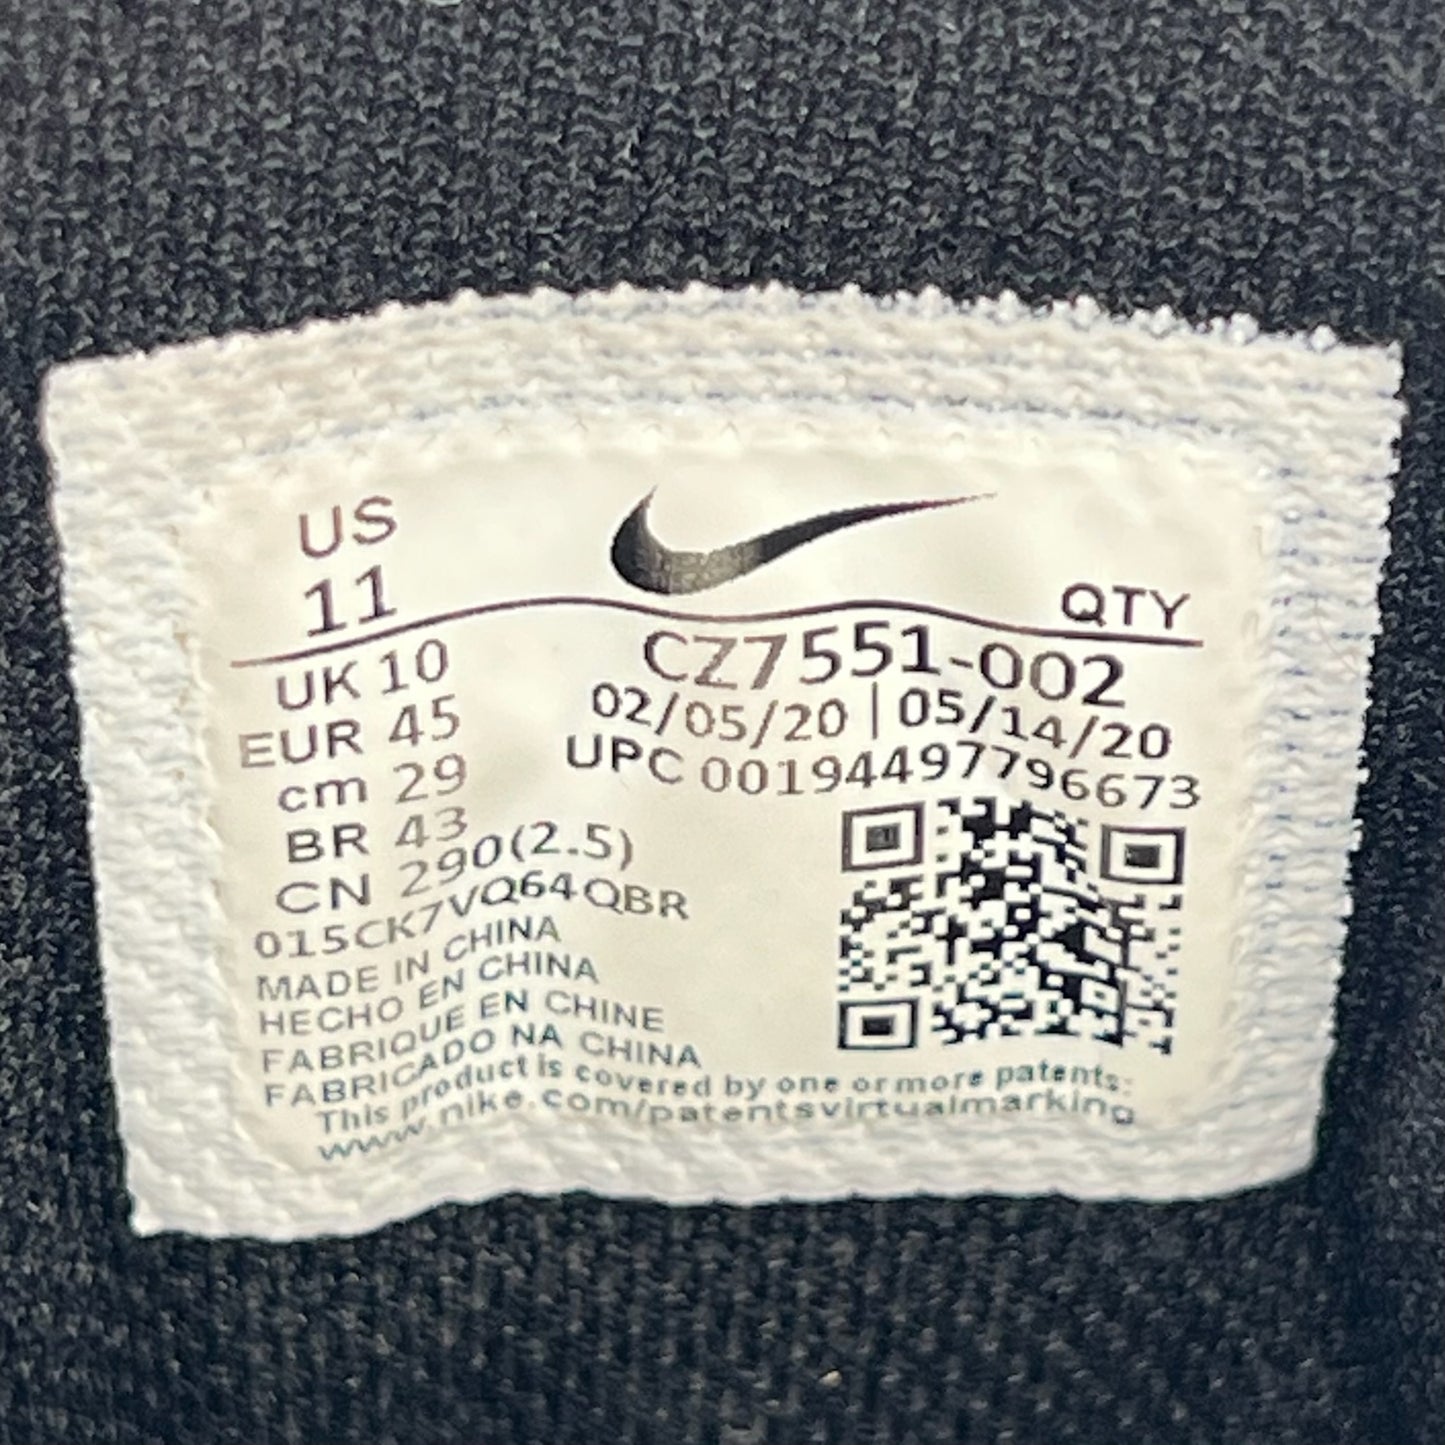 US
11
QTY
UK 10
EUR 45
cm 29
BR 43
CN 290(2.5)
CZ7551-002
02/05/20 | 05/14/20
UPC 00194497796673
015CK7VQ64QBR
MADE IN CHINA
HECHO EN CHINA
FABRIQUE EN CHINE
FABRICADO NA CHINA
This product is covered by one or more patents:
www.nike.com/patentsvirtualmarking